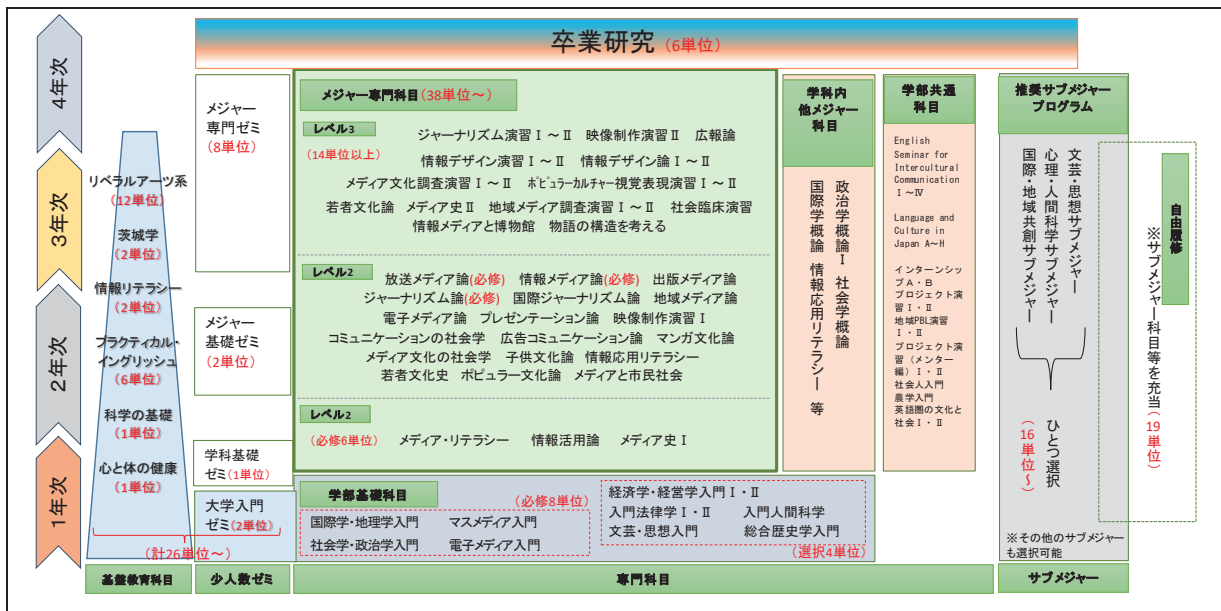 卒業研究(6単位)
4年次
3年次
2年次
1年次
リベラルアーツ系
(12単位)
茨城学
(2単位)
情報リテラシー
(2単位)
プラクティカル・
イングリッシュ
(6単位)
科学の基礎
(1単位)
心と体の健康
(1単位)
(計26単位~)
基盤教育科目
メジャー
専門ゼミ
(8単位)
メジャー
基礎ゼミ
(2単位)
学科基礎
ゼミ(1単位)
大学入門
ゼミ(2単位)
少人数ゼミ
メジャー専門科目(38単位~)
レベル3
(14単位以上)
ジャーナリズム演習Ⅰ~Ⅱ 映像制作演習Ⅱ 広報論
情報デザイン演習Ⅰ~Ⅱ 情報デザイン論Ⅰ~Ⅱ
メディア文化調査演習Ⅰ~Ⅱ ポピュラーカルチャー視覚表現演習Ⅰ~Ⅱ
若者文化論 メディア史Ⅱ 地域メディア調査演習Ⅰ~Ⅱ 社会臨床演習
情報メディアと博物館 物語の構造を考える
レベル2
放送メディア論(必修) 情報メディア論(必修) 出版メディア論
ジャーナリズム論(必修) 国際ジャーナリズム論 地域メディア論
電子メディア論 プレゼンテーション論 映像制作演習Ⅰ
コミュニケーションの社会学 広告コミュニケーション論 マンガ文化論
メディア文化の社会学 子供文化論 情報応用リテラシー
若者文化史 ポピュラー文化論 メディアと市民社会
レベル2
(必修6単位) メディア・リテラシー 情報活用論 メディア史Ⅰ
学部基礎科目
(必修8単位)
国際学・地理学入門 マスメディア入門
社会学・政治学入門 電子メディア入門
経済学・経営学入門Ⅰ・Ⅱ
入門法律学Ⅰ・Ⅱ 入門人間科学
文芸・思想入門 総合歴史学入門
(選択4単位)
専門科目
学科内
他メジャー
科目
政治学概論Ⅰ 社会学概論
国際学概論 情報応用リテラシー 等
学部共通
科目
English
Seminar for
Intercultural
Communication
Ⅰ~Ⅳ
Language and
Culture in
Japan A~H
インターンシッ
プA・B
プロジェクト演
習Ⅰ・Ⅱ
地域PBL演習
Ⅰ・Ⅱ
プロジェクト演
習(メンター
編)Ⅰ・Ⅱ
社会人入門
農学入門
英語圏の文化と
社会Ⅰ・Ⅱ
推奨サブメジャー
プログラム
文芸・思想サブメジャー
心理・人間科学サブメジャー
国際・地域共創サブメジャー
ひとつ選択
(16単位~)
※その他のサブメジャー
も選択可能
サブメジャー
自由履修
※サブメジャー科目等を充当(19単位)